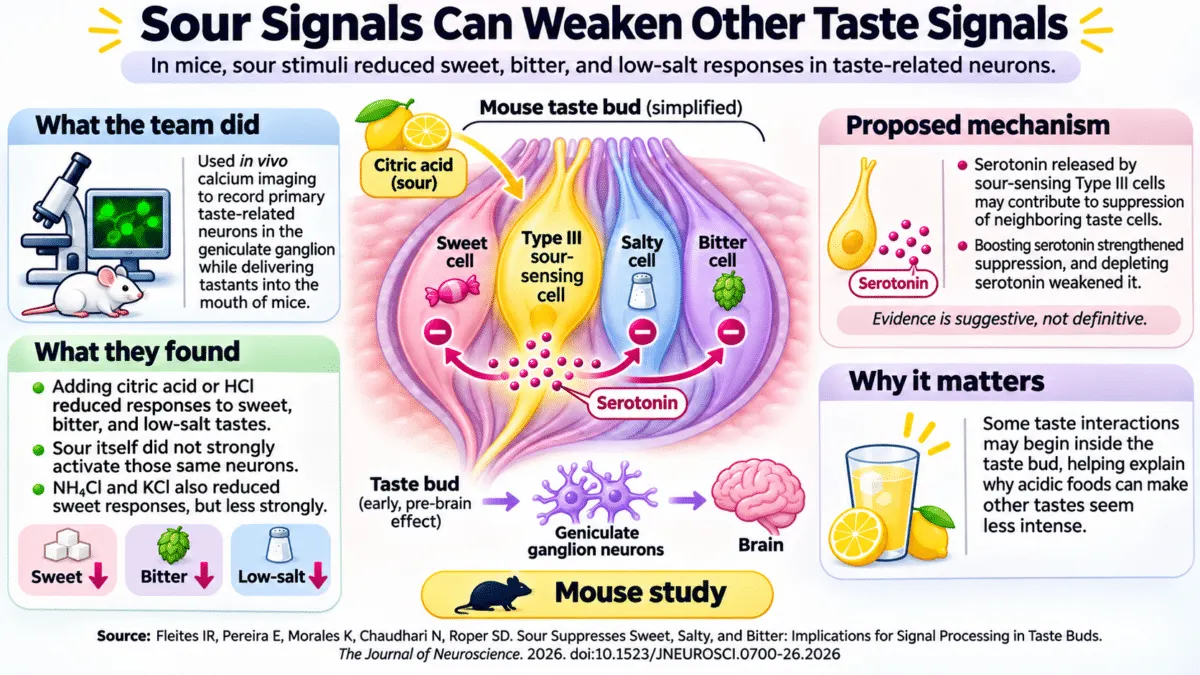 Sour Signals Can Weaken Other Taste Signals
In mice, sour stimuli reduced sweet, bitter, and low-salt responses in taste-related neurons.
What the team did
Used in vivo
calcium imaging
to record primary
taste-related
neurons in the
geniculate ganglion
while delivering
tastants into the
mouth of mice.
What they found
Adding citric acid or HCl
reduced responses to sweet,
bitter, and low-salt tastes.
Sour itself did not strongly
activate those same neurons.
NH₄Cl and KCl also reduced
sweet responses, but less strongly.
Sweet
Bitter
Low-salt
Mouse taste bud (simplified)
Citric acid
(sour)
Sweet
cell
Type III
sour-
sensing
cell
Salty
cell
Bitter
cell
Serotonin
Taste bud
(early, pre-brain
effect)
Geniculate
ganglion neurons
Brain
Mouse study
Proposed mechanism
Serotonin released by
sour-sensing Type III cells
may contribute to suppression
of neighboring taste cells.
Boosting serotonin strengthened
suppression, and depleting
serotonin weakened it.
Serotonin
Evidence is suggestive, not definitive.
Why it matters
Some taste interactions
may begin inside the
taste bud, helping explain
why acidic foods can make
other tastes seem
less intense.
Source: Fleites IR, Pereira E, Morales K, Chaudhari N, Roper SD. Sour Suppresses Sweet, Salty, and Bitter: Implications for Signal Processing in Taste Buds.
The Journal of Neuroscience. 2026. doi:10.1523/JNEUROSCI.0700-26.2026